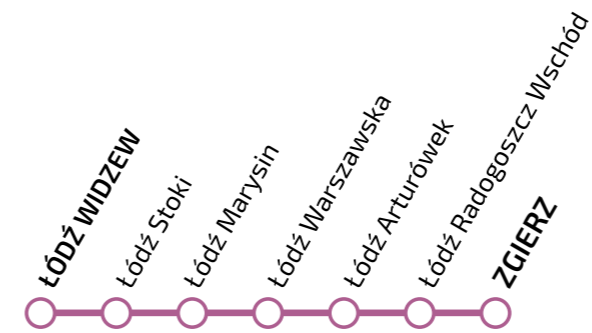 ŁÓDŹ WIDZEW
Łódź Stoki
Łódź Marysin
Łódź Warszawska
Łódź Arturówek
Łódź Radogoszcz Wschód
ZGIERZ